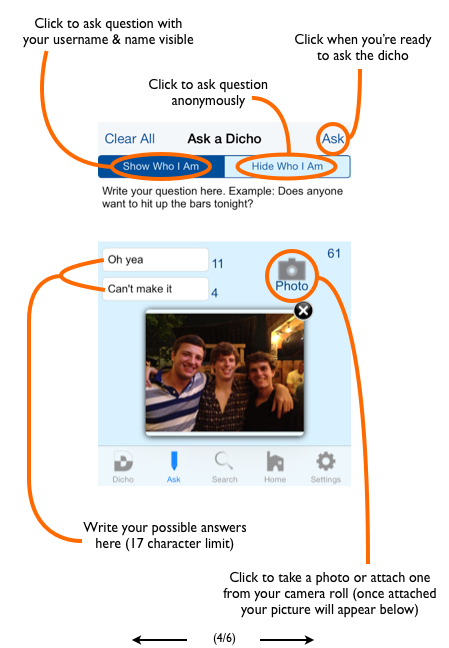 Click to ask question with
your username & name visible
Click when you're ready
to ask the dicho
Click to ask question
anonymously
Clear All
Ask a Dicho
Ask
Show Who I Am
Hide Who I Am
Write your question here. Example: Does anyone
want to hit up the bars tonight?
61
Oh yea
11
Can't make it
4
Photo
Dicho
Ask
Search
Home
Settings
Write your possible answers
here (17 character limit)
Click to take a photo or attach one
from your camera roll (once attached
your picture will appear below)
(4/6)